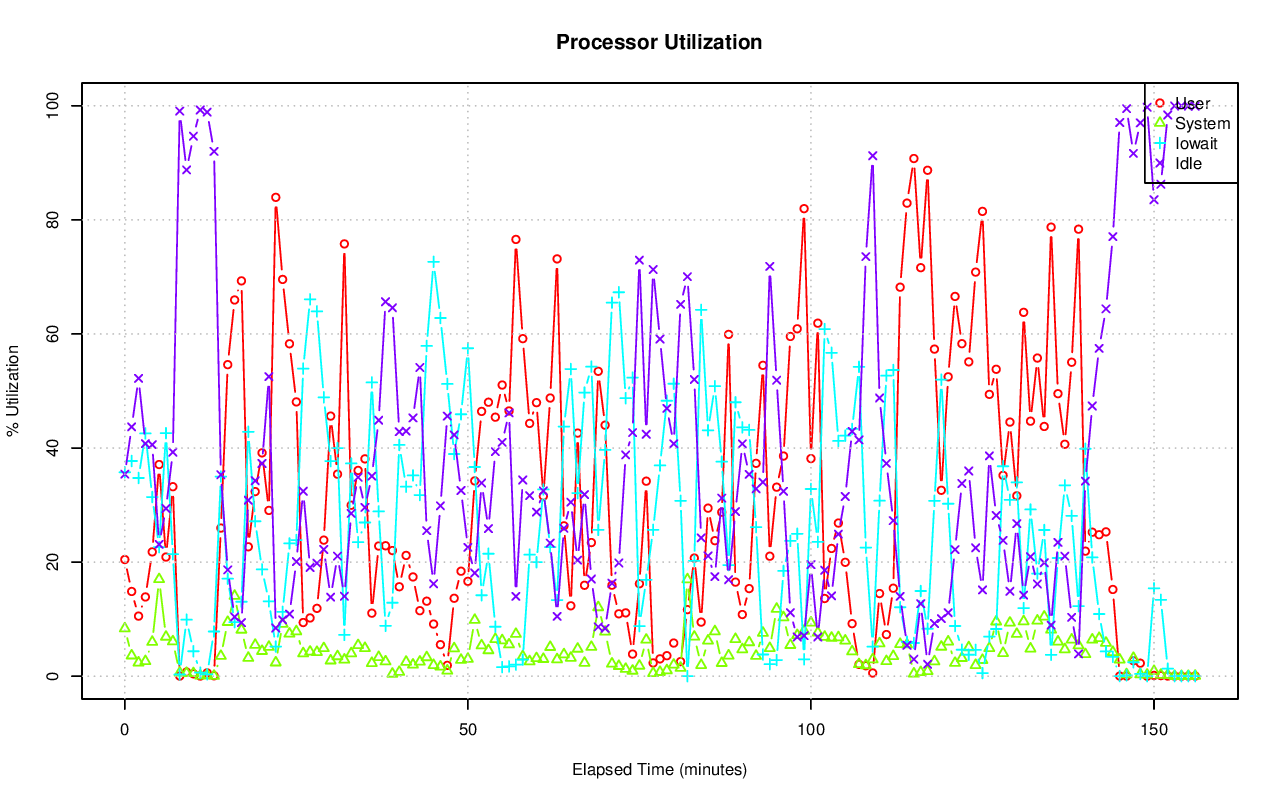 Processor Utilization
% Utilization
100
80
60
40
20
0
User
System
Iowait
Idle
0
50
100
150
Elapsed Time (minutes)